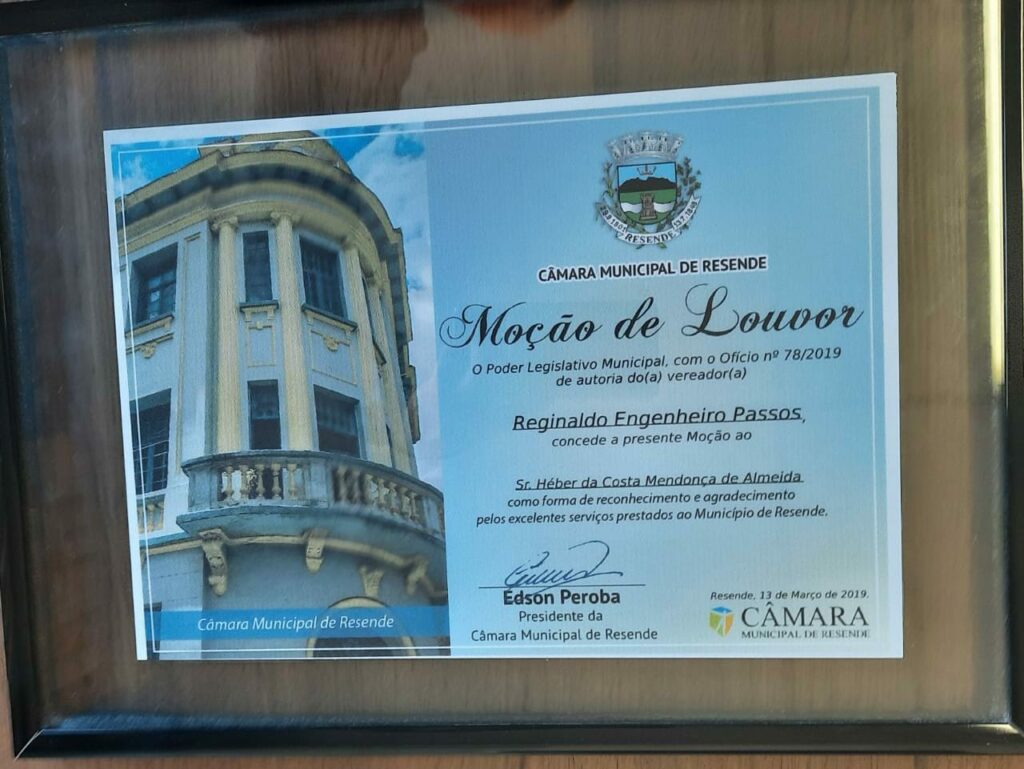 RESENDE
CÂMARA MUNICIPAL DE RESENDE
Moção de Louvor
O Poder Legislativo Municipal, com o Ofício nº 78/2019
de autoria do(a) vereador(a)
Reginaldo Engenheiro Passos,
concede a presente Moção ao
Sr. Héber da Costa Mendonça de Almeida
como forma de reconhecimento e agradecimento
pelos excelentes serviços prestados ao Município de Resende.
Edson Peroba
Presidente da
Câmara Municipal de Resende
Resende, 13 de Março de 2019.
CÂMARA
MUNICIPAL DE RESENDE
Câmara Municipal de Resende